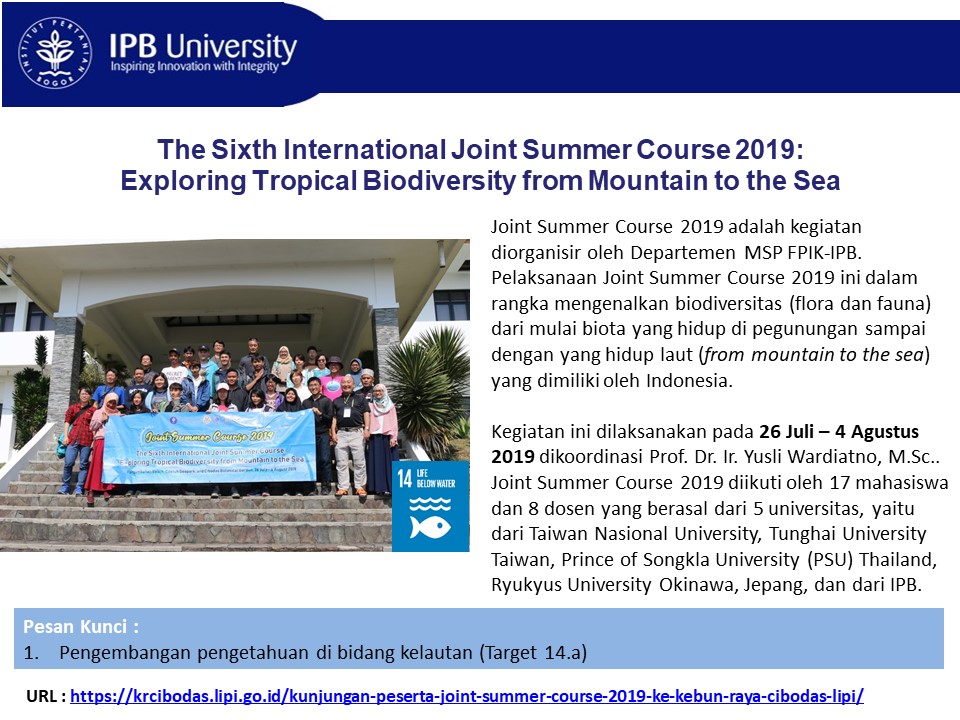 INSTITUT PERTANIAN
BOGOR
IPB University
Inspiring Innovation with Integrity
The Sixth International Joint Summer Course 2019:
Exploring Tropical Biodiversity from Mountain to the Sea
Joint Summer Course 2019
The Sixth International Joint Summer Course
Exploring Tropical Biodiversity from Mountain to the Sea
14 LIFE
BELOW WATER
Joint Summer Course 2019 adalah kegiatan
diorganisir oleh Departemen MSP FPIK-IPB.
Pelaksanaan Joint Summer Course 2019 ini dalam
rangka mengenalkan biodiversitas (flora dan fauna)
dari mulai biota yang hidup di pegunungan sampai
dengan yang hidup laut (from mountain to the sea)
yang dimiliki oleh Indonesia.
Kegiatan ini dilaksanakan pada 26 Juli – 4 Agustus
2019 dikoordinasi Prof. Dr. Ir. Yusli Wardiatno, M.Sc..
Joint Summer Course 2019 diikuti oleh 17 mahasiswa
dan 8 dosen yang berasal dari 5 universitas, yaitu
dari Taiwan Nasional University, Tunghai University
Taiwan, Prince of Songkla University (PSU) Thailand,
Ryukyus University Okinawa, Jepang, dan dari IPB.
Pesan Kunci :
1. Pengembangan pengetahuan di bidang kelautan (Target 14.a)
URL : https://krcibodas.lipi.go.id/kunjungan-peserta-joint-summer-course-2019-ke-kebun-raya-cibodas-lipi/